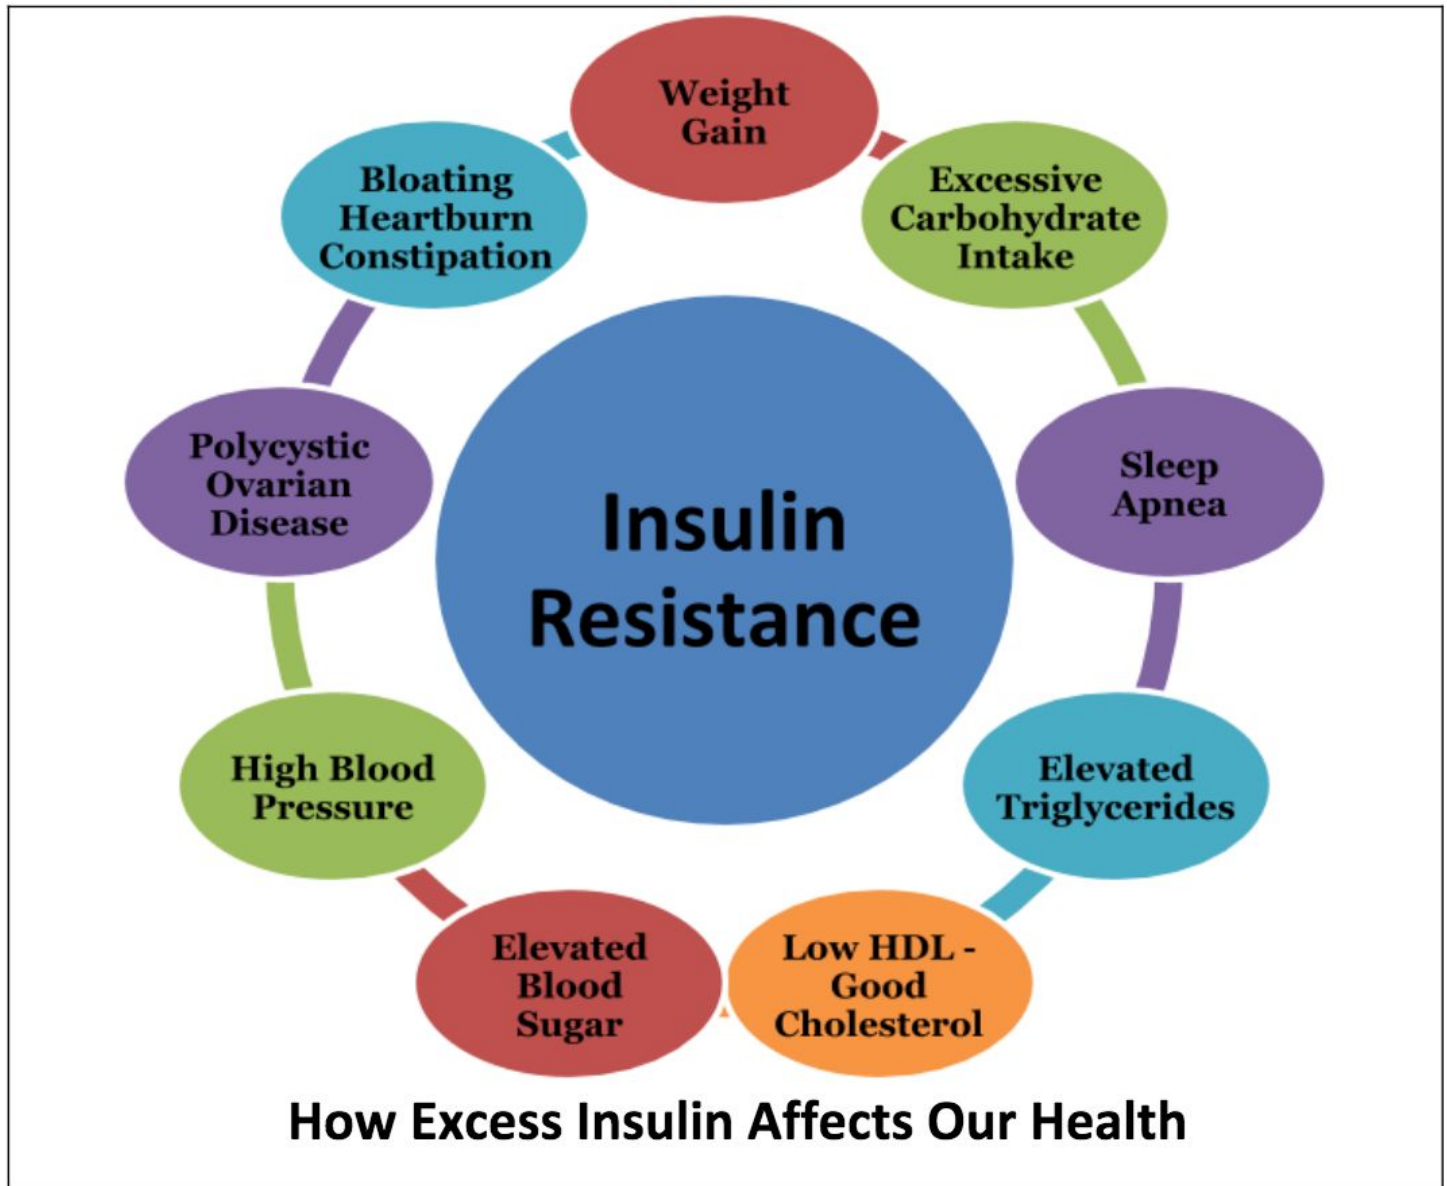 Weight
Gain
Excessive
Carbohydrate
Intake
Sleep
Apnea
Elevated
Triglycerides
Low HDL -
Good
Cholesterol
Elevated
Blood
Sugar
High Blood
Pressure
Polycystic
Ovarian
Disease
Bloating
Heartburn
Constipation
Insulin
Resistance
How Excess Insulin Affects Our Health